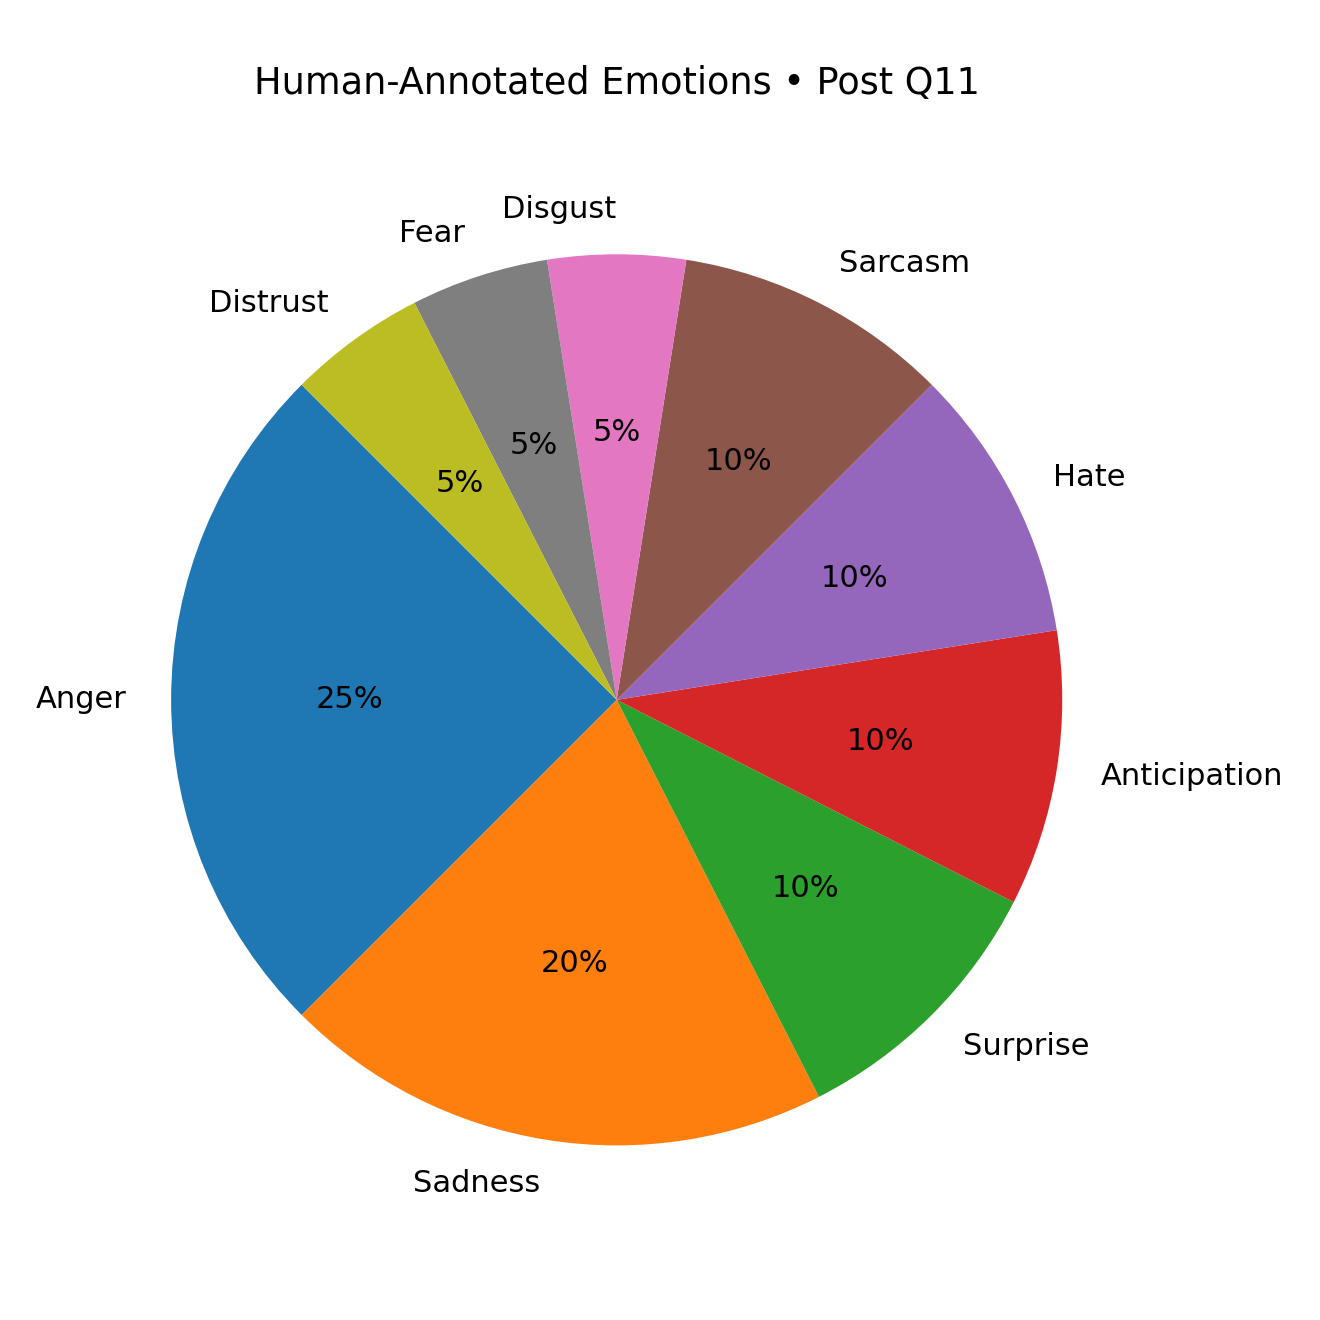 Human-Annotated Emotions • Post Q11
Disgust
Fear
Sarcasm
Distrust
5%
5%
10%
5%
Hate
10%
Anger
25%
10%
Anticipation
10%
20%
Surprise
Sadness